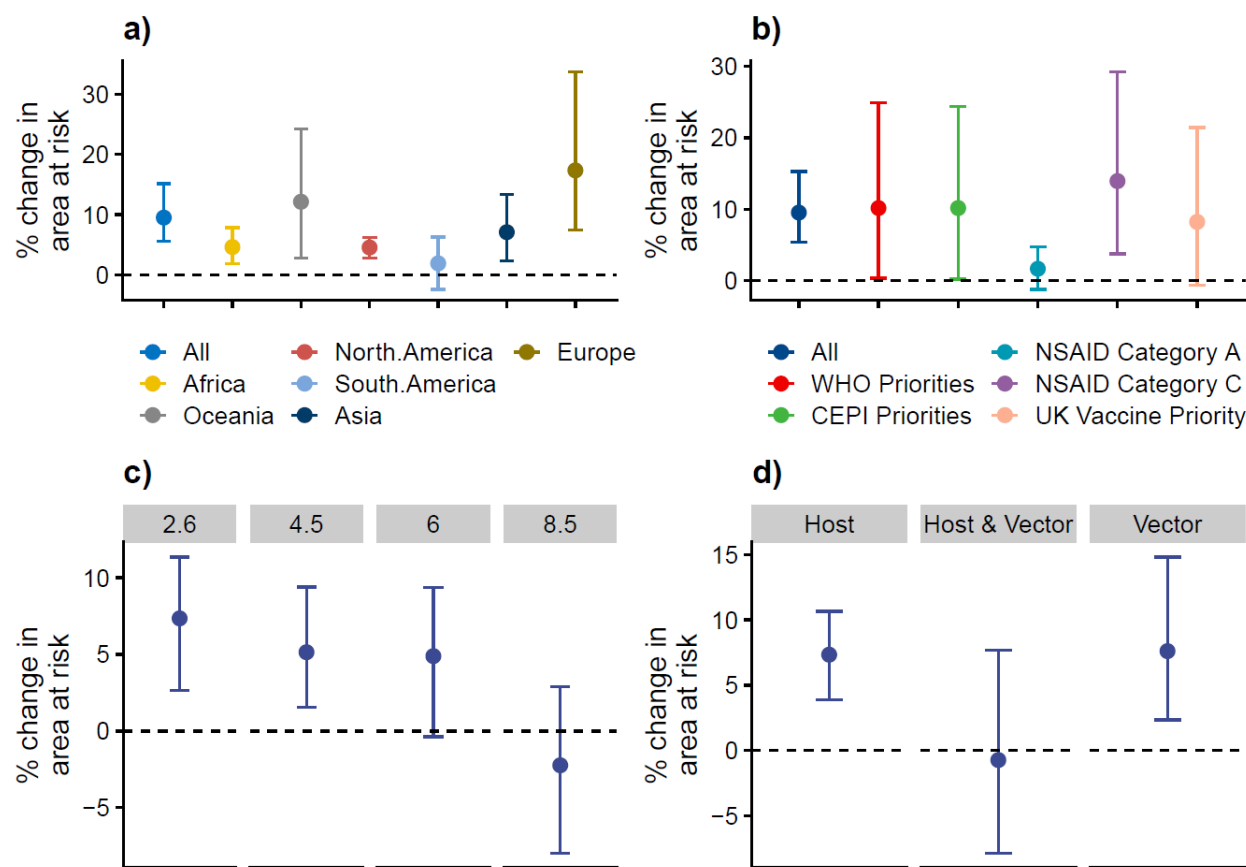 a)
% change in
area at risk
30
20
10
0
All
Africa
Oceania
North.America
South.America
Asia
Europe
b)
% change in
area at risk
30
20
10
0
All
WHO Priorities
CEPI Priorities
NSAID Category A
NSAID Category C
UK Vaccine Priority
c)
2.6 4.5 6 8.5
% change in
area at risk
10
5
0
−5
d)
Host Host & Vector Vector
% change in
area at risk
15
10
5
0
−5